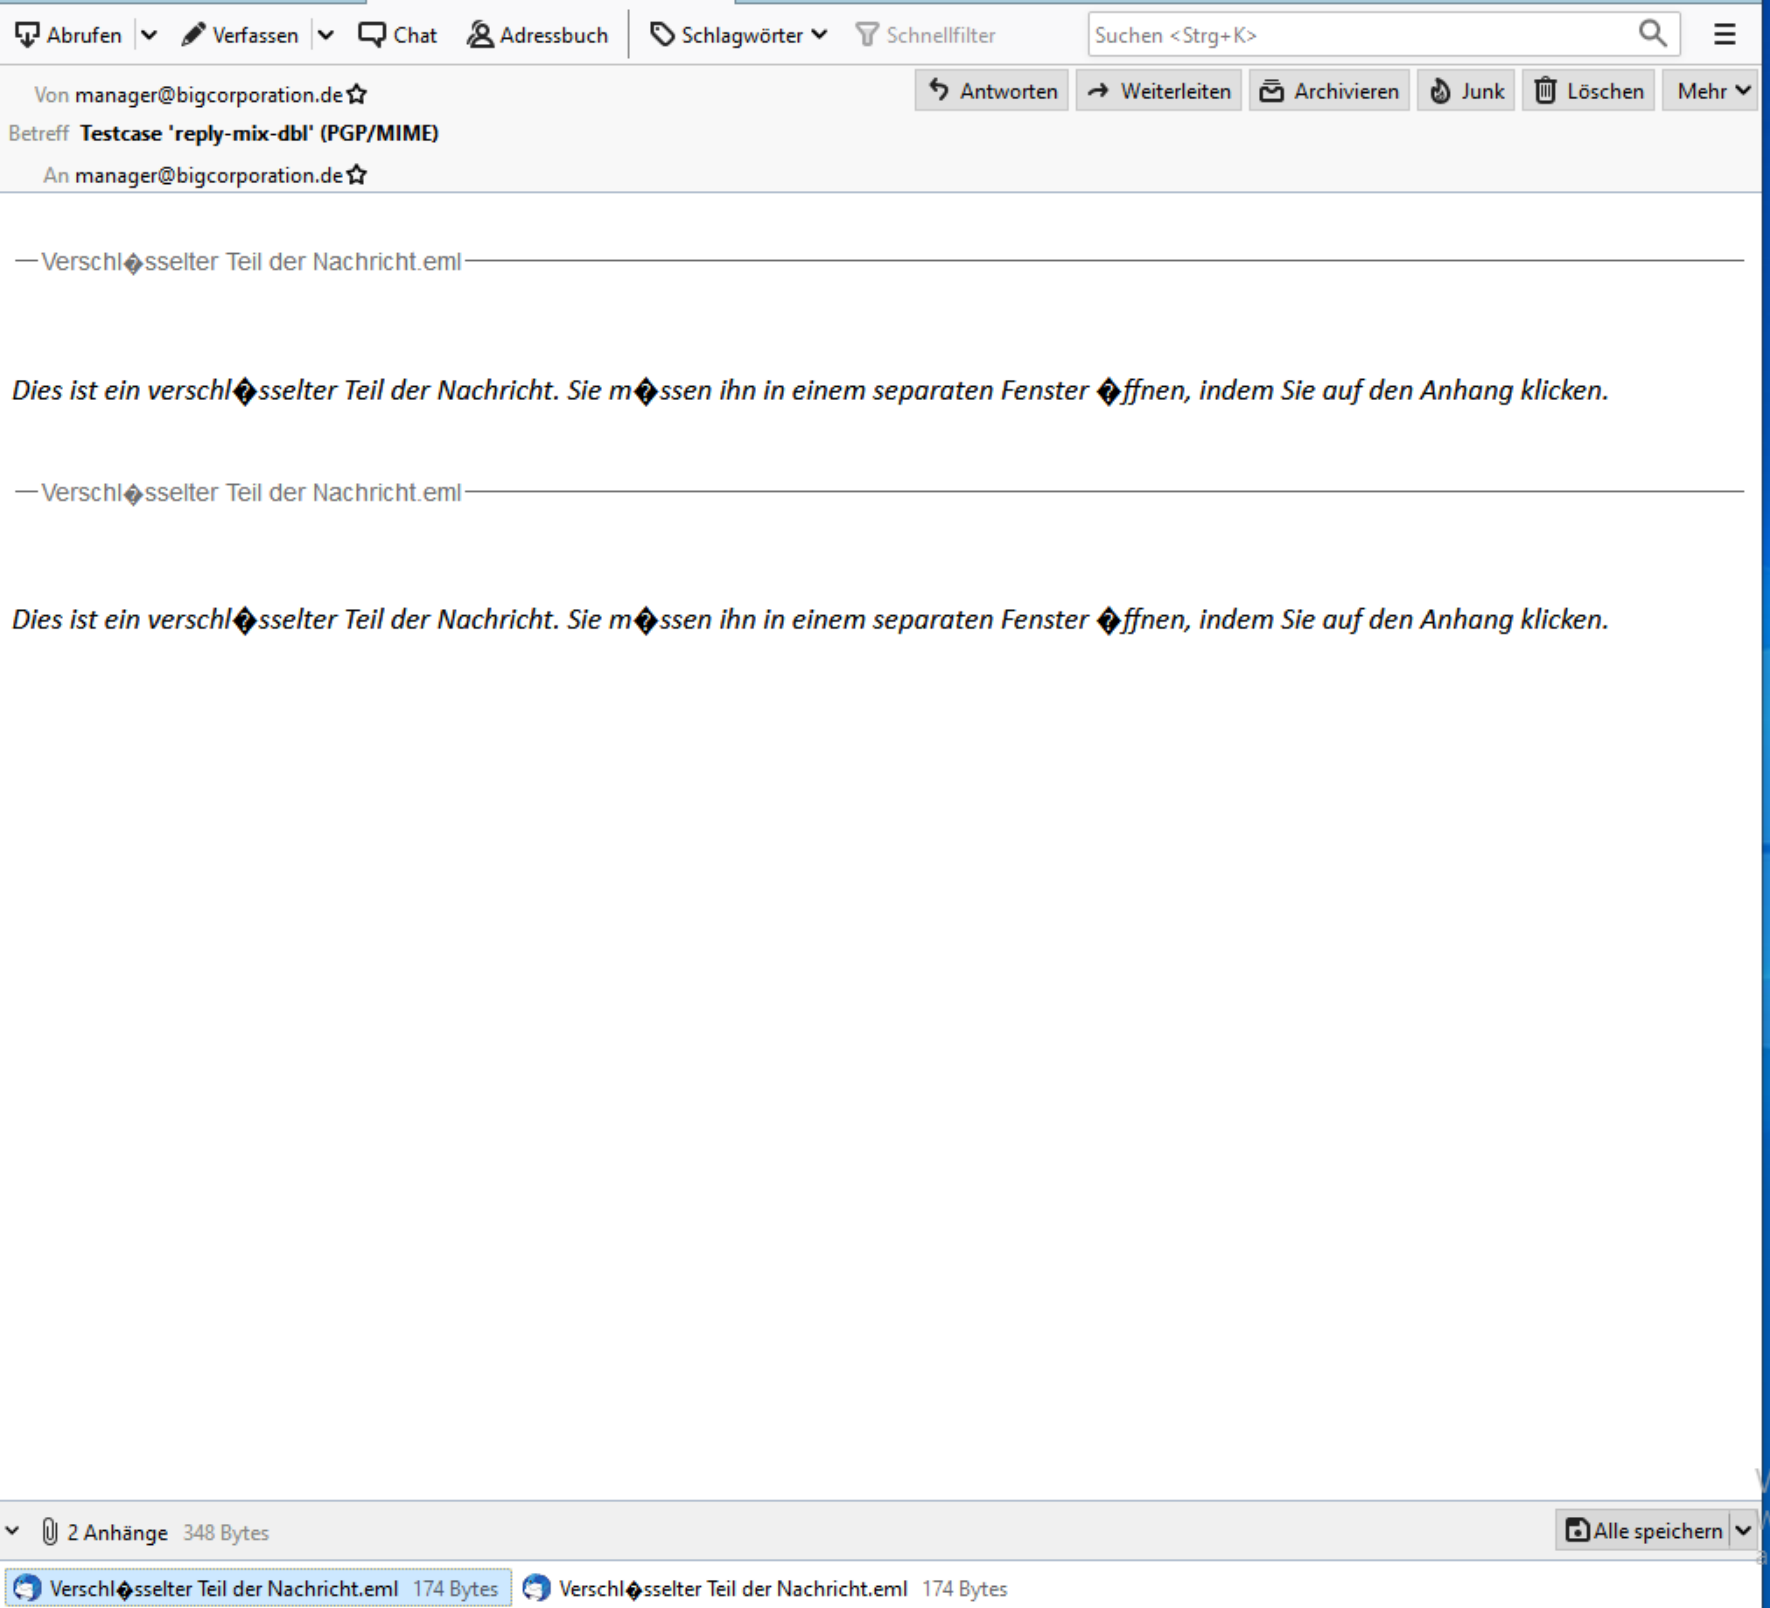 Abrufen Verfassen Chat Adressbuch Schlagwörter Schnellfilter Suchen <Strg+K>
Von manager@bigcorporation.de Antworten Weiterleiten Archivieren Junk Löschen Mehr
Betreff Testcase 'reply-mix-dbl' (PGP/MIME)
An manager@bigcorporation.de
Verschl�sselter Teil der Nachricht.eml
Dies ist ein verschl�sselter Teil der Nachricht. Sie m�ssen ihn in einem separaten Fenster �ffnen, indem Sie auf den Anhang klicken.
Verschl�sselter Teil der Nachricht.eml
Dies ist ein verschl�sselter Teil der Nachricht. Sie m�ssen ihn in einem separaten Fenster �ffnen, indem Sie auf den Anhang klicken.
2 Anhänge 348 Bytes Alle speichern
Verschl�sselter Teil der Nachricht.eml 174 Bytes Verschl�sselter Teil der Nachricht.eml 174 Bytes